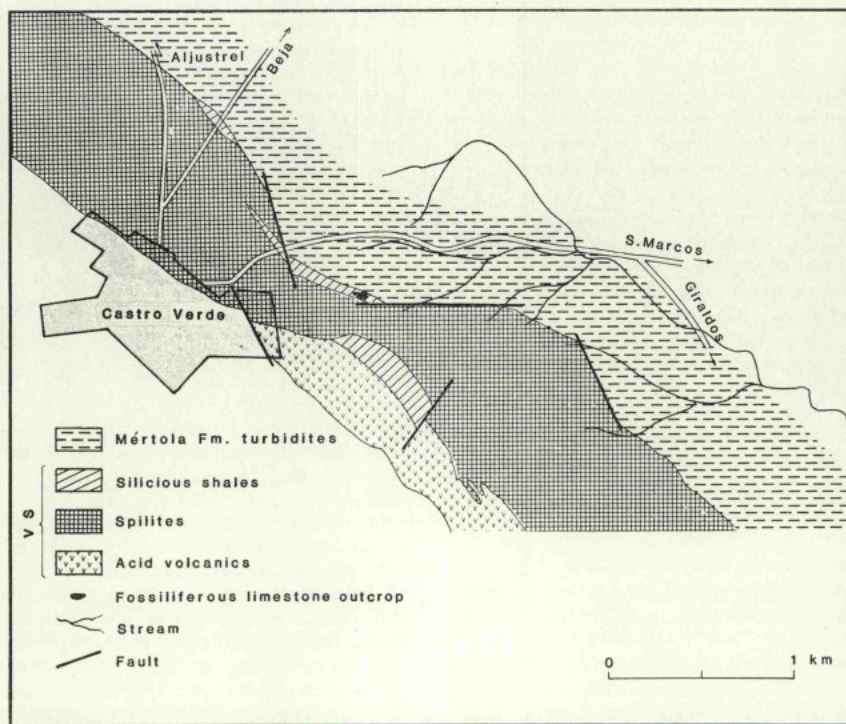 Aljustrel
Beja
S. Marcos
Giraldos
Castro Verde
Mértola Fm. turbidites
VS
Silicious shales
Spilites
Acid volcanics
Fossiliferous limestone outcrop
Stream
Fault
0 1 km